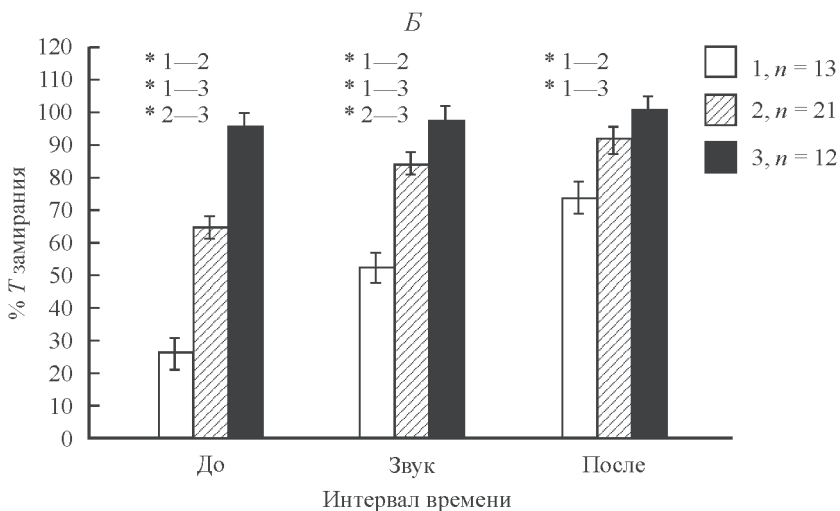 Б
120
110
100
90
80
70
60
50
40
30
20
10
0
% T замирания
* 1—2
* 1—3
* 2—3
* 1—2
* 1—3
* 2—3
* 1—2
* 1—3
1, n = 13
2, n = 21
3, n = 12
До
Звук
После
Интервал времени